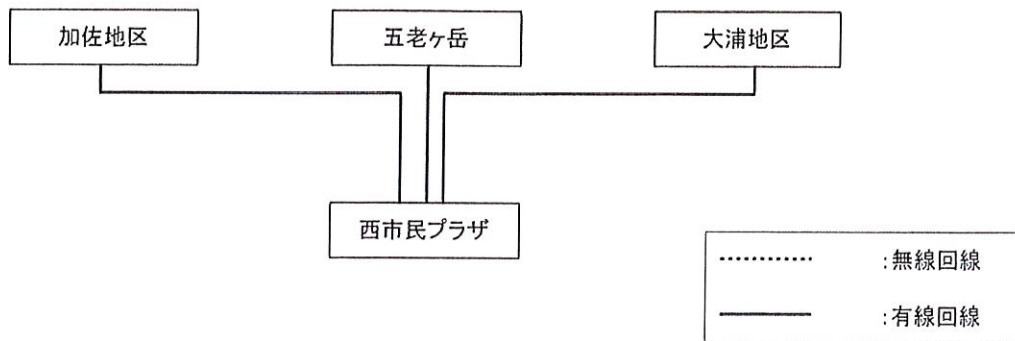 加佐地区
五老ヶ岳
大浦地区
西市民プラザ
:無線回線
:有線回線